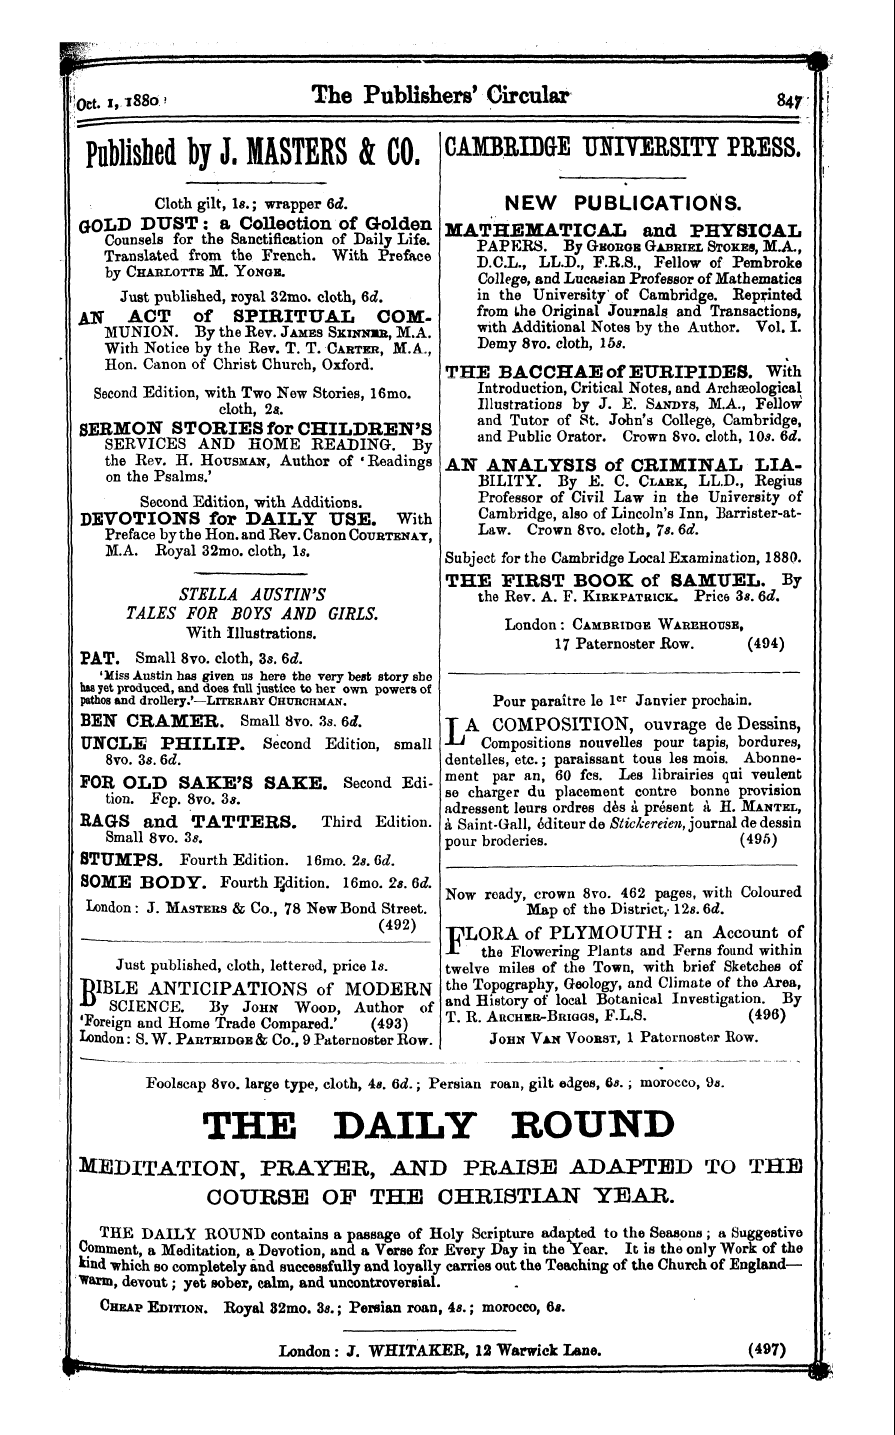 Oct. 1, 1880
The Publishers' Circular
847
Published by J. MASTERS & CO.
Cloth gilt, 1s.; wrapper 6d.
GOLD DUST: a Collection of Golden
Counsels for the Sanctification of Daily Life.
Translated from the French. With Preface
by CHARLOTTE M. YONGE.
Just published, royal 32mo. cloth, 6d.
AN ACT of SPIRITUAL COM-
MUNION. By the Rev. JAMES SKINNER, M.A.
With Notice by the Rev. T. T. CARTER, M.A.,
Hon. Canon of Christ Church, Oxford.
Second Edition, with Two New Stories, 16mo.
cloth, 2s.
SERMON STORIES for CHILDREN'S
SERVICES AND HOME READING. By
the Rev. H. HOUSMAN, Author of 'Readings
on the Psalms.'
Second Edition, with Additions.
DEVOTIONS for DAILY USE. With
Preface by the Hon. and Rev. Canon COURTENAY,
M.A. Royal 32mo. cloth, 1s.
STELLA AUSTIN'S
TALES FOR BOYS AND GIRLS.
With Illustrations.
PAT. Small 8vo. cloth, 3s. 6d.
'Miss Austin has given us here the very best story she
has yet produced, and does full justice to her own powers of
pathos and drollery.'—LITERARY CHURCHMAN.
BEN CRAMER. Small 8vo. 3s. 6d.
UNCLE PHILIP. Second Edition, small
8vo. 3s. 6d.
FOR OLD SAKE'S SAKE. Second Edi-
tion. Fcp. 8vo. 3s.
RAGS and TATTERS. Third Edition.
Small 8vo. 3s.
STUMPS. Fourth Edition. 16mo. 2s. 6d.
SOME BODY. Fourth Edition. 16mo. 2s. 6d.
London: J. MASTERS & Co., 78 New Bond Street.
(492)
Just published, cloth, lettered, price 1s.
BIBLE ANTICIPATIONS of MODERN
SCIENCE. By JOHN WOOD, Author of
'Foreign and Home Trade Compared.' (493)
London: S. W. PARTRIDGE & Co., 9 Paternoster Row.
CAMBRIDGE UNIVERSITY PRESS.
NEW PUBLICATIONS.
MATHEMATICAL and PHYSICAL
PAPERS. By GEORGE GABRIEL STOKES, M.A.,
D.C.L., LL.D., F.R.S., Fellow of Pembroke
College, and Lucasian Professor of Mathematics
in the University of Cambridge. Reprinted
from the Original Journals and Transactions,
with Additional Notes by the Author. Vol. I.
Demy 8vo. cloth, 15s.
THE BACCHAE of EURIPIDES. With
Introduction, Critical Notes, and Archæological
Illustrations by J. E. SANDYS, M.A., Fellow
and Tutor of St. John's College, Cambridge,
and Public Orator. Crown 8vo. cloth, 10s. 6d.
AN ANALYSIS of CRIMINAL LIA-
BILITY. By E. C. CLARK, LL.D., Regius
Professor of Civil Law in the University of
Cambridge, also of Lincoln's Inn, Barrister-at-
Law. Crown 8vo. cloth, 7s. 6d.
Subject for the Cambridge Local Examination, 1880.
THE FIRST BOOK of SAMUEL. By
the Rev. A. F. KIRKPATRICK. Price 3s. 6d.
London: CAMBRIDGE WAREHOUSE,
17 Paternoster Row. (494)
Pour paraître le 1er Janvier prochain.
LA COMPOSITION, ouvrage de Dessins,
Compositions nouvelles pour tapis, bordures,
dentelles, etc.; paraissant tous les mois. Abonne-
ment par an, 60 fcs. Les librairies qui veulent
se charger du placement contre bonne provision
adressent leurs ordres dès à présent à H. MANTEL,
à Saint-Gall, éditeur de Stickereien, journal de dessin
pour broderies. (495)
Now ready, crown 8vo. 462 pages, with Coloured
Map of the District, 12s. 6d.
FLORA of PLYMOUTH: an Account of
the Flowering Plants and Ferns found within
twelve miles of the Town, with brief Sketches of
the Topography, Geology, and Climate of the Area,
and History of local Botanical Investigation. By
T. R. ARCHER-BRIGGS, F.L.S. (496)
JOHN VAN VOORST, 1 Paternoster Row.
Foolscap 8vo. large type, cloth, 4s. 6d.; Persian roan, gilt edges, 6s.; morocco, 9s.
THE DAILY ROUND
MEDITATION, PRAYER, AND PRAISE ADAPTED TO THE
COURSE OF THE CHRISTIAN YEAR.
THE DAILY ROUND contains a passage of Holy Scripture adapted to the Seasons; a Suggestive
Comment, a Meditation, a Devotion, and a Verse for Every Day in the Year. It is the only Work of the
kind which so completely and successfully and loyally carries out the Teaching of the Church of England—
warm, devout; yet sober, calm, and uncontroversial.
CHEAP EDITION. Royal 32mo. 3s.; Persian roan, 4s.; morocco, 6s.
London: J. WHITAKER, 12 Warwick Lane. (497)